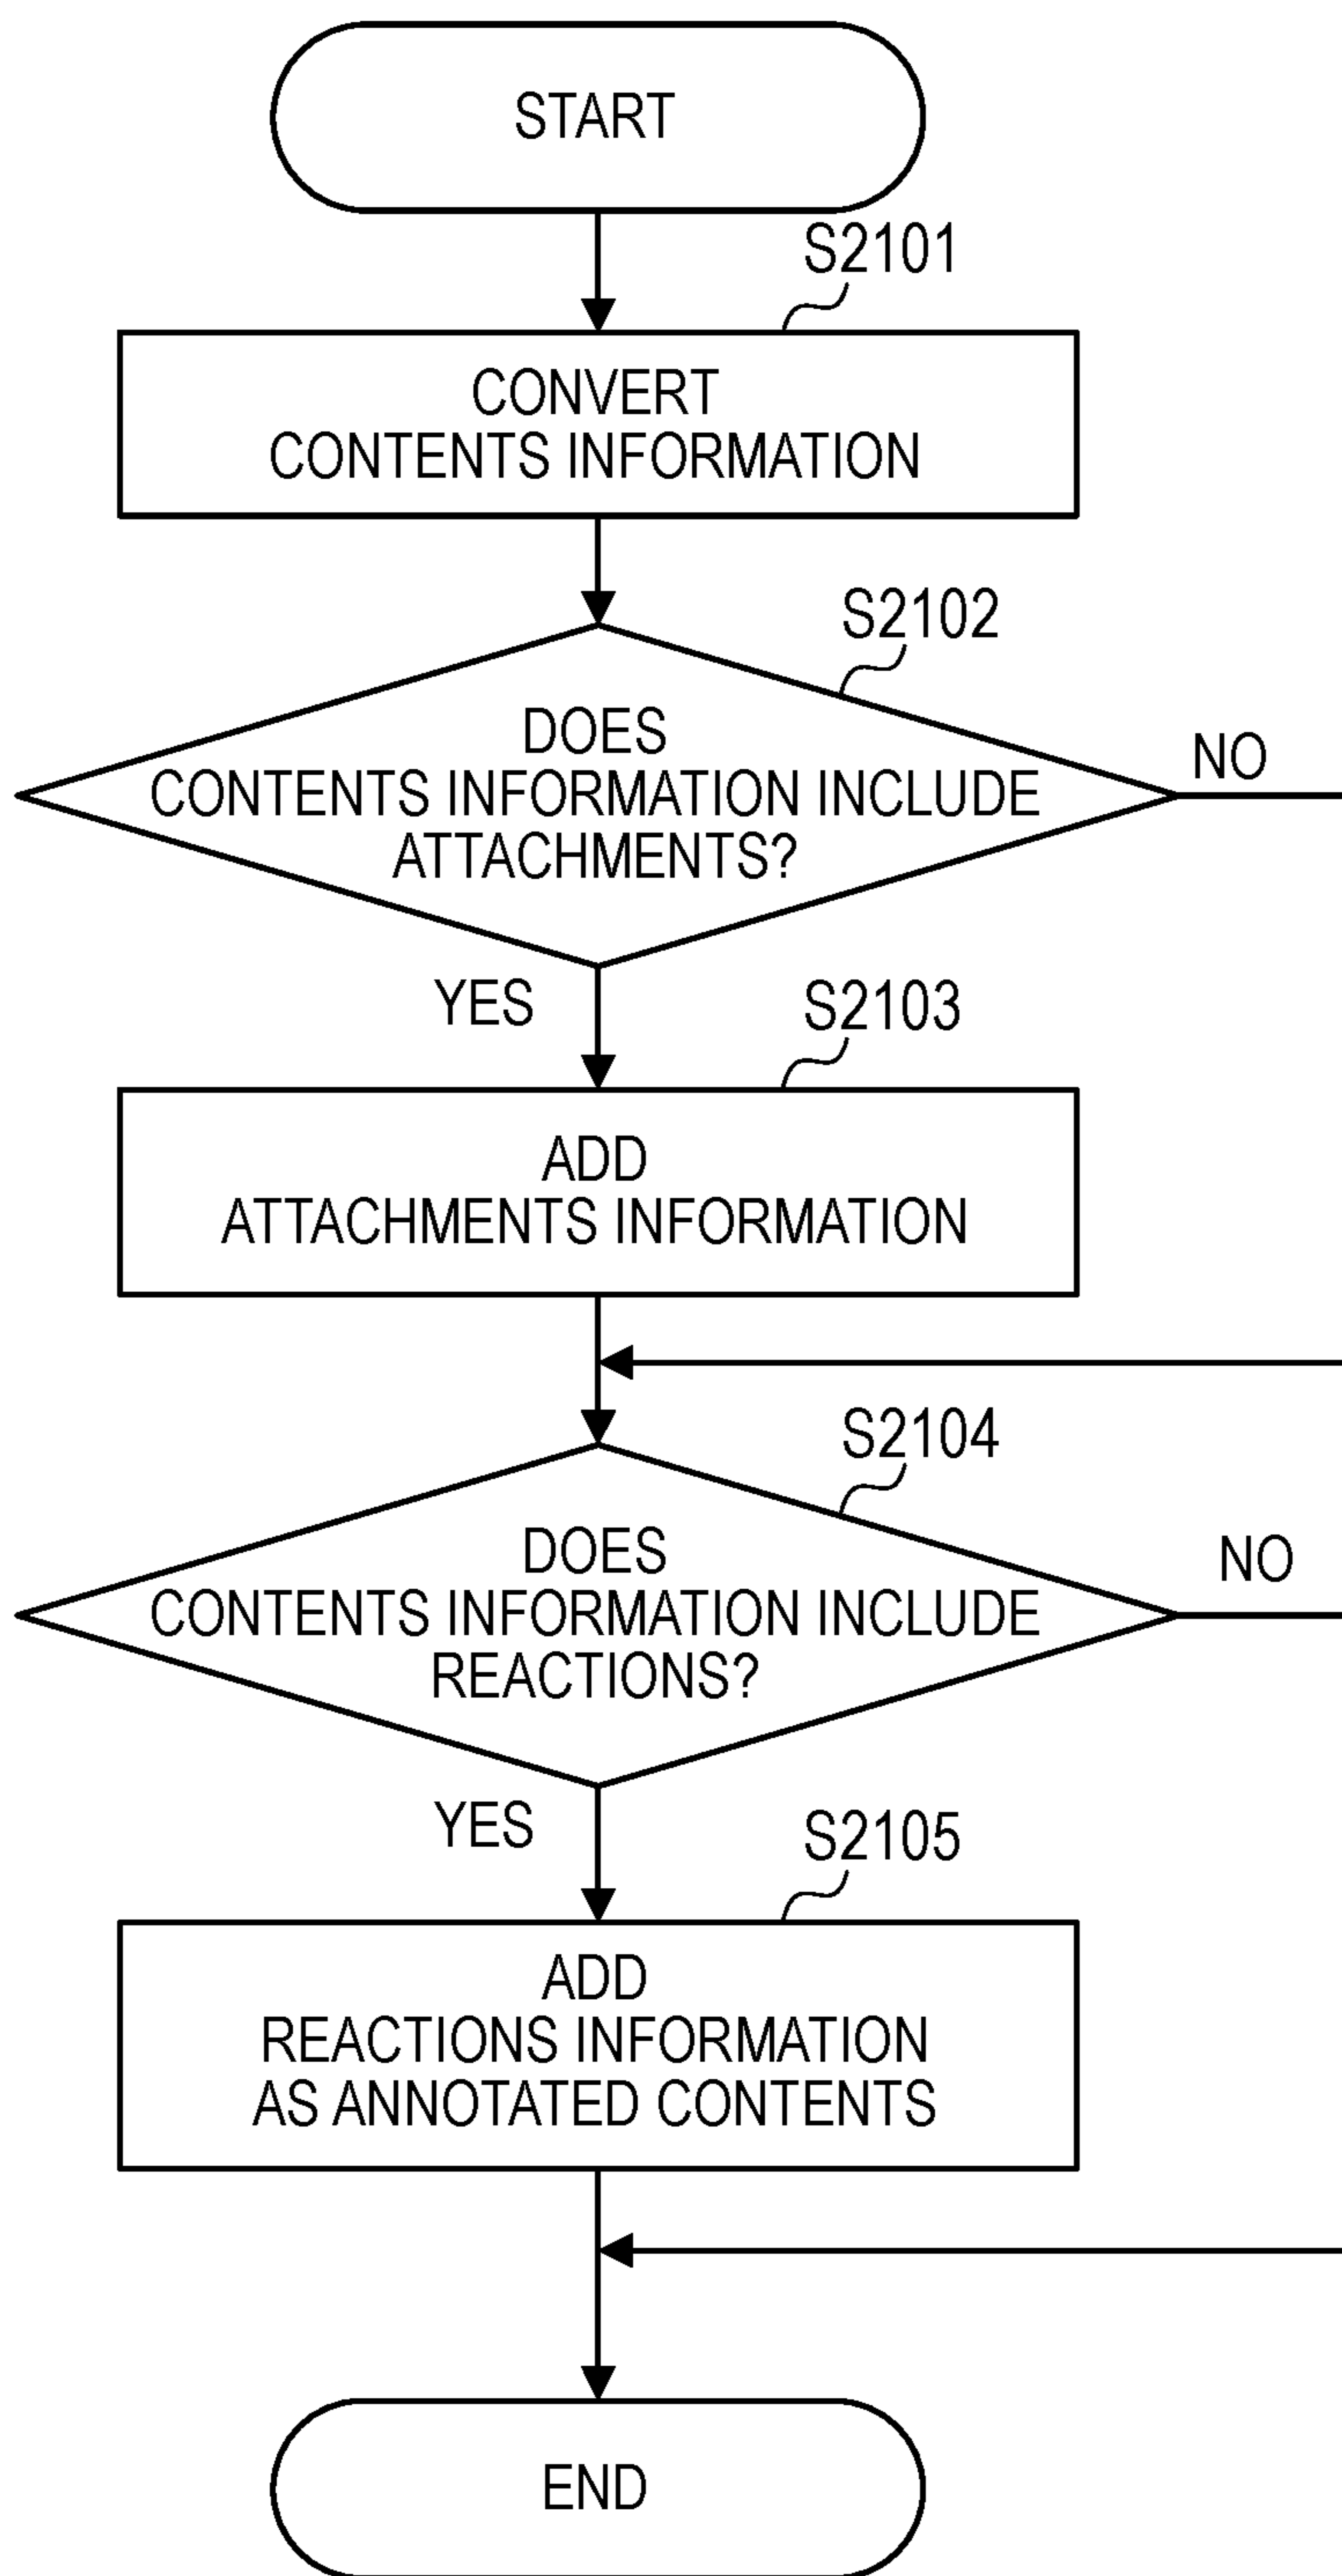 START
S2101
CONVERT
CONTENTS INFORMATION
S2102
DOES
CONTENTS INFORMATION INCLUDE
ATTACHMENTS?
NO
YES
S2103
ADD
ATTACHMENTS INFORMATION
S2104
DOES
CONTENTS INFORMATION INCLUDE
REACTIONS?
NO
YES
S2105
ADD
REACTIONS INFORMATION
AS ANNOTATED CONTENTS
END